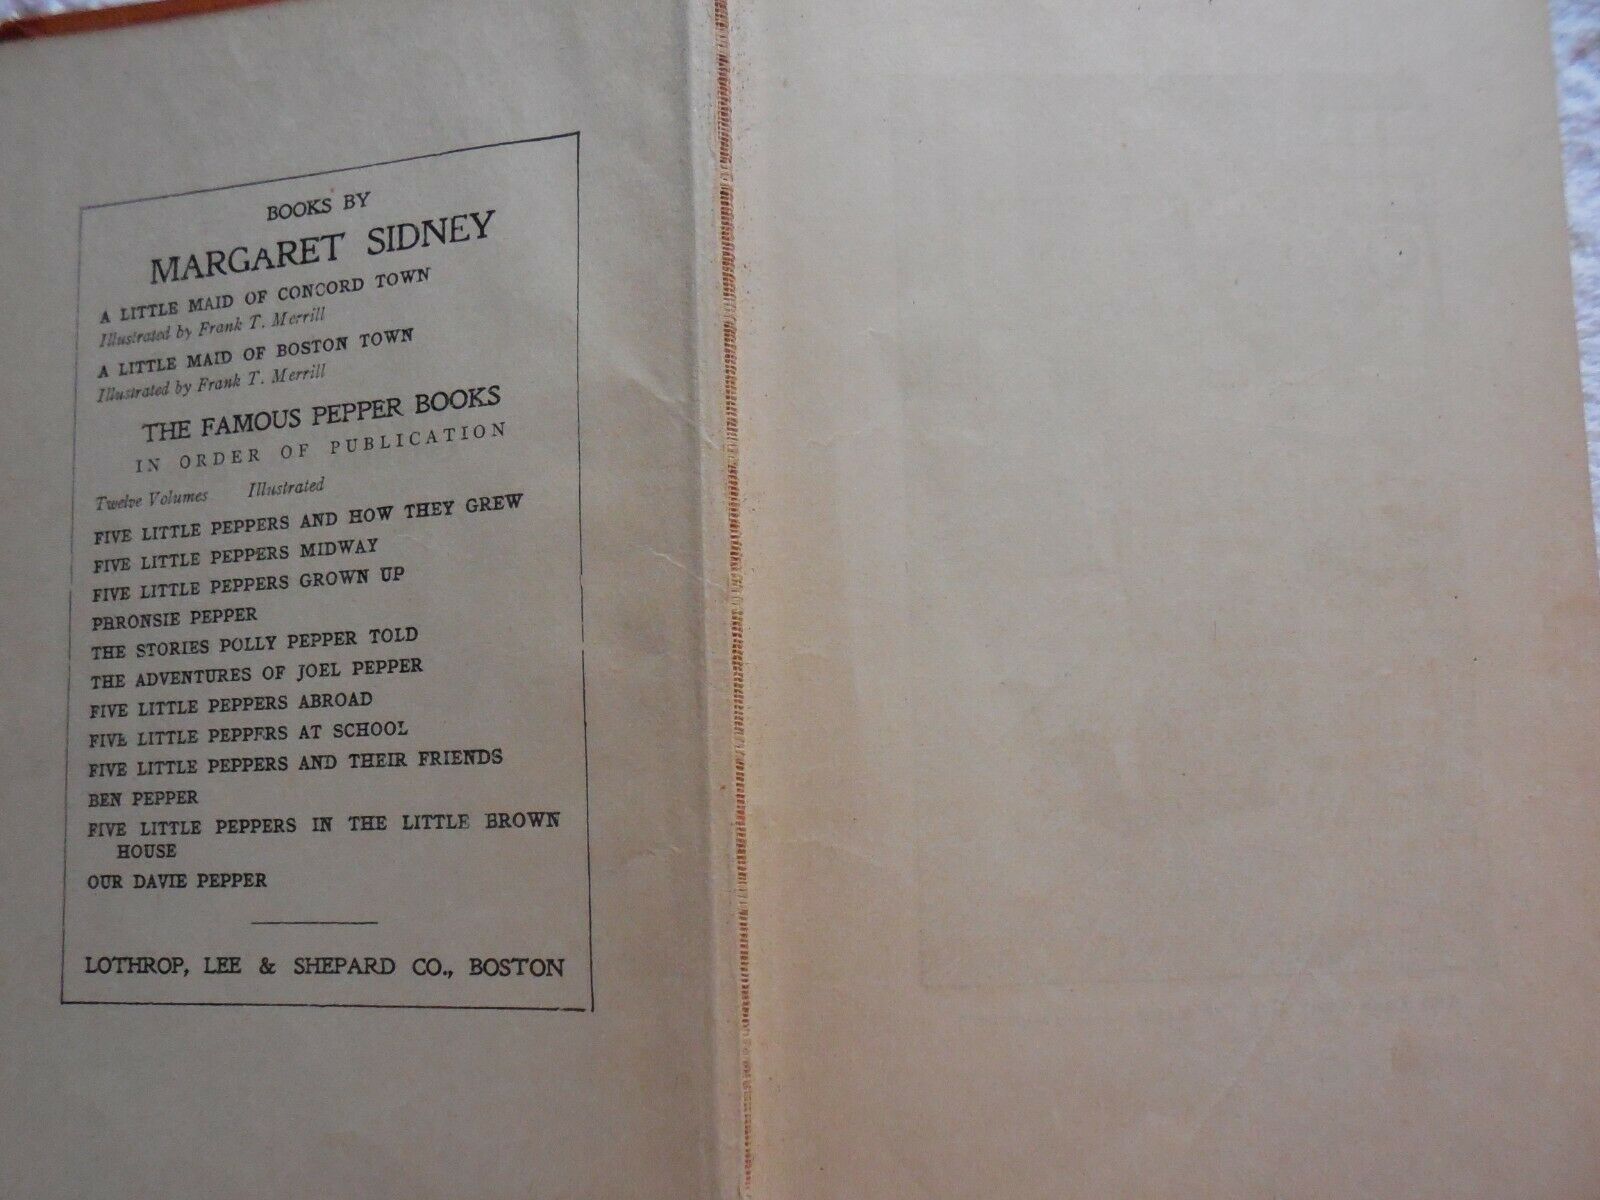 BOOKS BY
MARGARET SIDNEY
A LITTLE MAID OF CONCORD TOWN
Illustrated by Frank T. Merrill
A LITTLE MAID OF BOSTON TOWN
Illustrated by Frank T. Merrill
THE FAMOUS PEPPER BOOKS
IN ORDER OF PUBLICATION
Twelve Volumes Illustrated
FIVE LITTLE PEPPERS AND HOW THEY GREW
FIVE LITTLE PEPPERS MIDWAY
FIVE LITTLE PEPPERS GROWN UP
PHRONSIE PEPPER
THE STORIES POLLY PEPPER TOLD
THE ADVENTURES OF JOEL PEPPER
FIVE LITTLE PEPPERS ABROAD
FIVE LITTLE PEPPERS AT SCHOOL
FIVE LITTLE PEPPERS AND THEIR FRIENDS
BEN PEPPER
FIVE LITTLE PEPPERS IN THE LITTLE BROWN
HOUSE
OUR DAVIE PEPPER
LOTHROP, LEE & SHEPARD CO., BOSTON